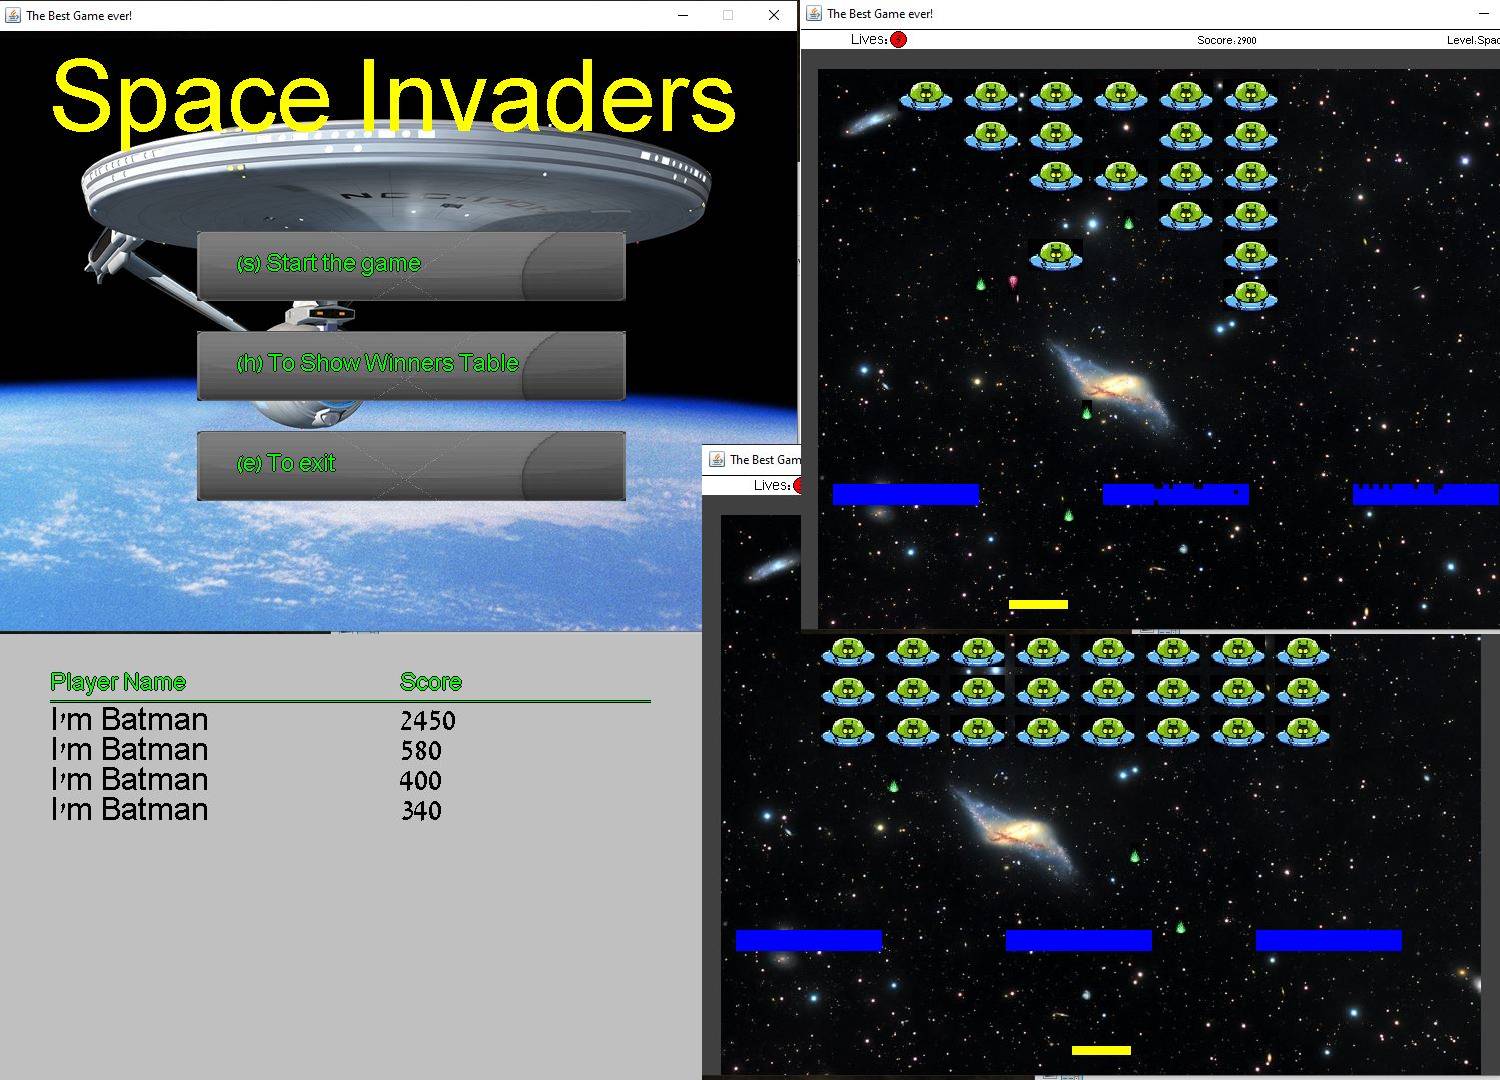 The Best Game ever!
Space Invaders
(s) Start the game
(h) To Show Winners Table
(e) To exit
Player Name Score
I'm Batman 2450
I'm Batman 580
I'm Batman 400
I'm Batman 340
The Best Game ever!
Lives: Socore:2900 Level:Spac
The Best Gam
Lives: